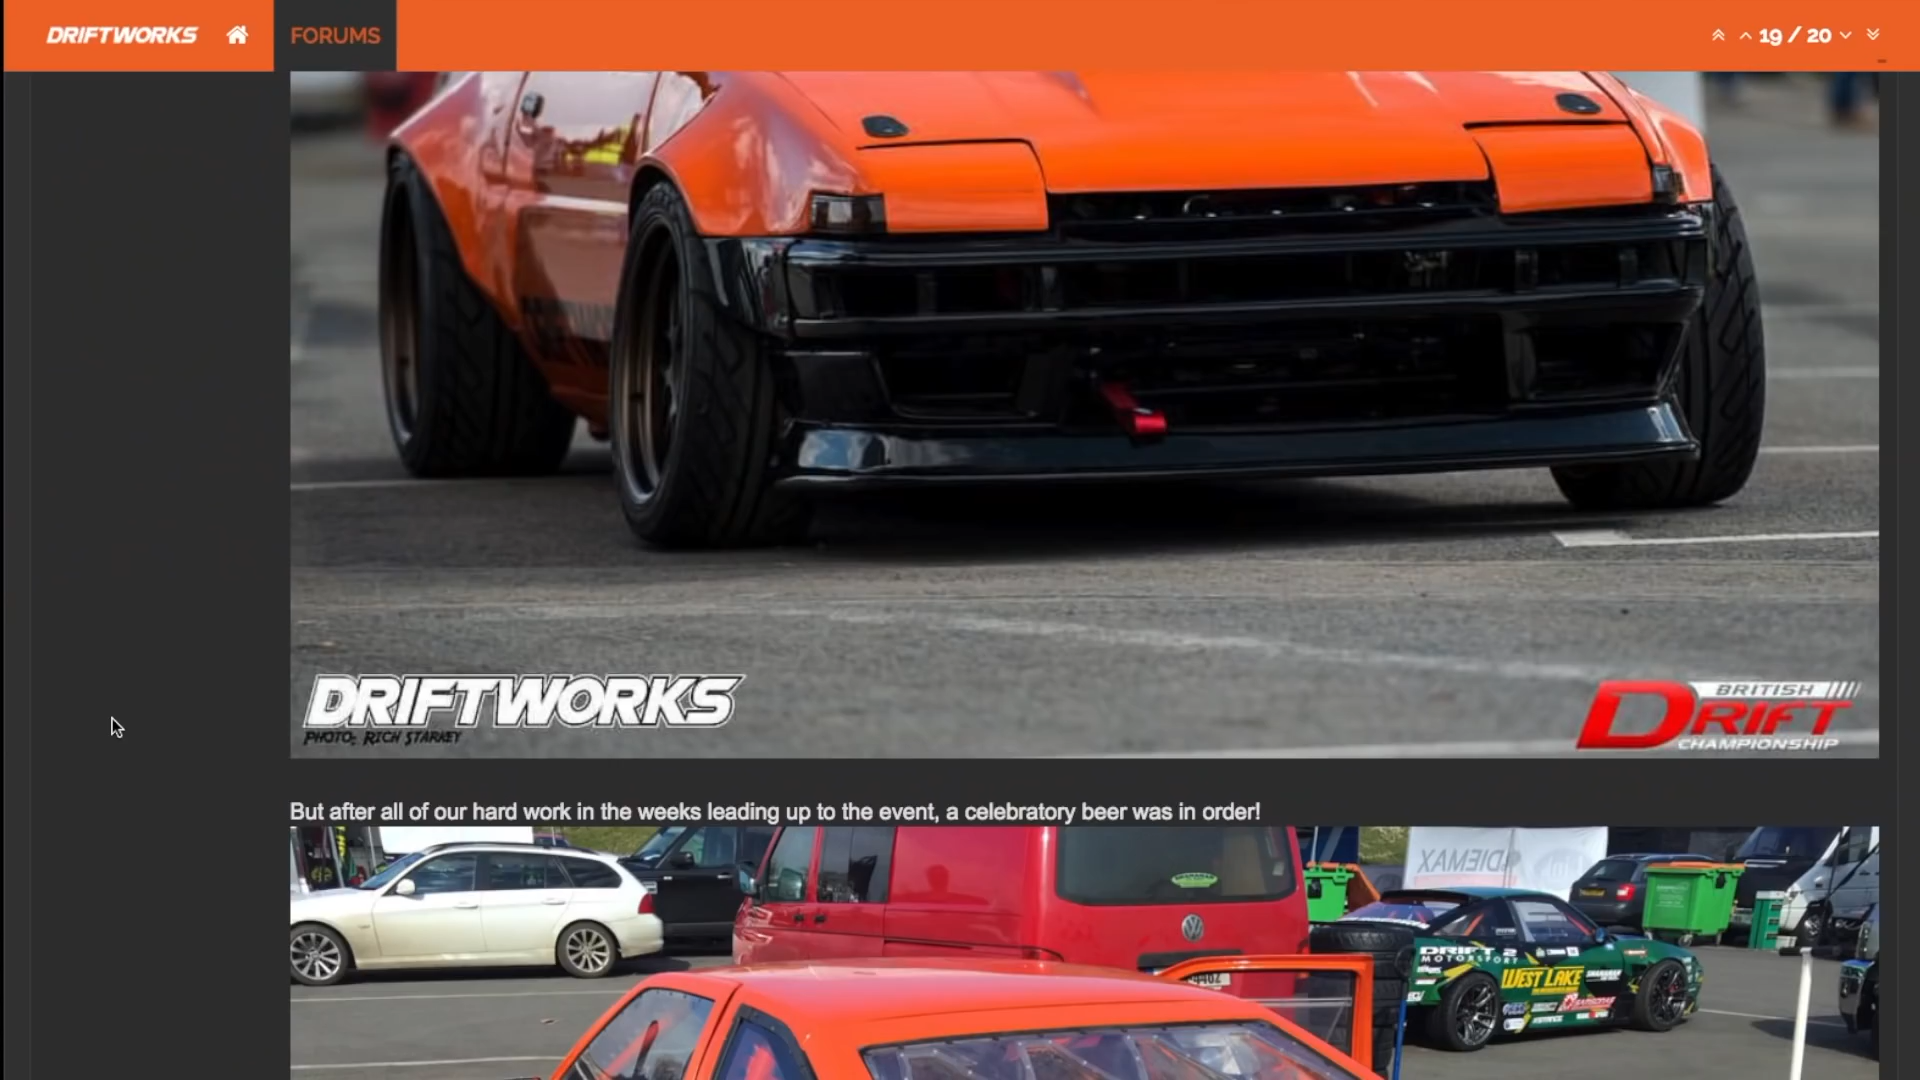 DRIFTWORKS
FORUMS
19 / 20
DRIFTWORKS
PHOTO: RICH STARKEY
BRITISH
DRIFT
CHAMPIONSHIP
But after all of our hard work in the weeks leading up to the event, a celebratory beer was in order!
ADIEMAX
DRIFT 2
MOTORSPORT
WEST LAKE